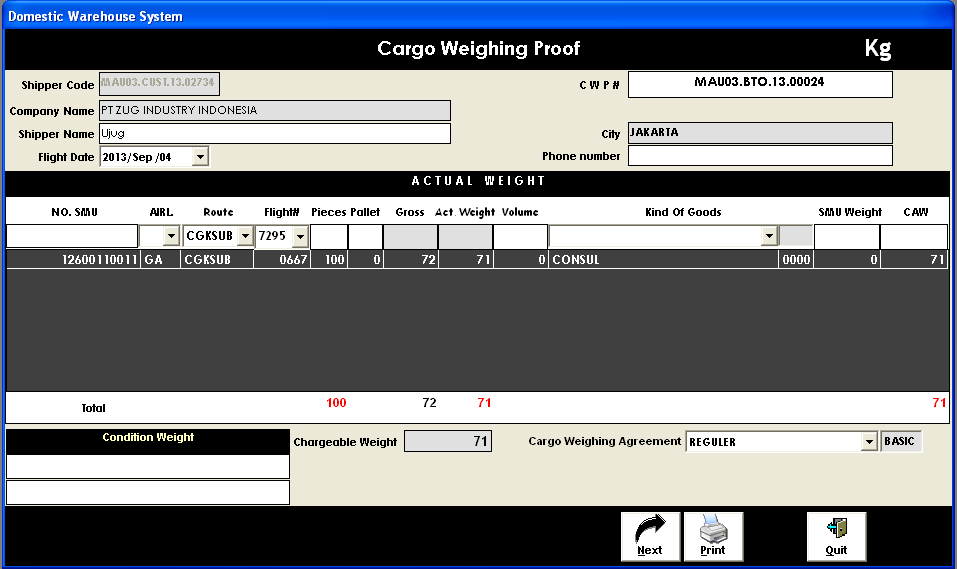 Domestic Warehouse System
Cargo Weighing Proof Kg
Shipper Code MAU03.CUST.13.02734 C W P # MAU03.BTO.13.00024
Company Name PT ZUG INDUSTRY INDONESIA
Shipper Name Ujug City JAKARTA
Flight Date 2013/Sep /04 Phone number
ACTUAL WEIGHT
NO. SMU AIRL Route Flight# Pieces Pallet Gross Act. Weight Volume Kind Of Goods SMU Weight CAW
CGKSUB 7295
12600110011 GA CGKSUB 0667 100 0 72 71 0 CONSUL 0000 0 71
Total 100 72 71 71
Condition Weight Chargeable Weight 71 Cargo Weighing Agreement REGULER BASIC
Next Print Quit